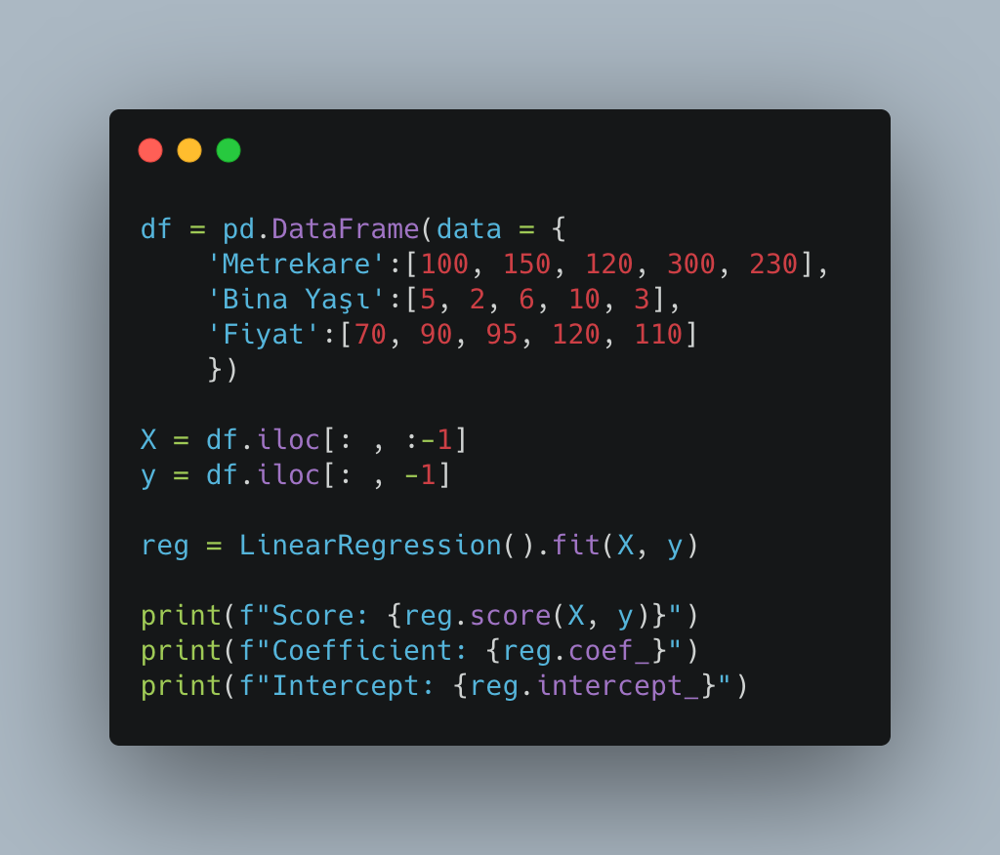 df = pd.DataFrame(data = {
    'Metrekare':[100, 150, 120, 300, 230],
    'Bina Yaşı':[5, 2, 6, 10, 3],
    'Fiyat':[70, 90, 95, 120, 110]
    })
X = df.iloc[: , :-1]
y = df.iloc[: , -1]
reg = LinearRegression().fit(X, y)
print(f"Score: {reg.score(X, y)}")
print(f"Coefficient: {reg.coef_}")
print(f"Intercept: {reg.intercept_}")